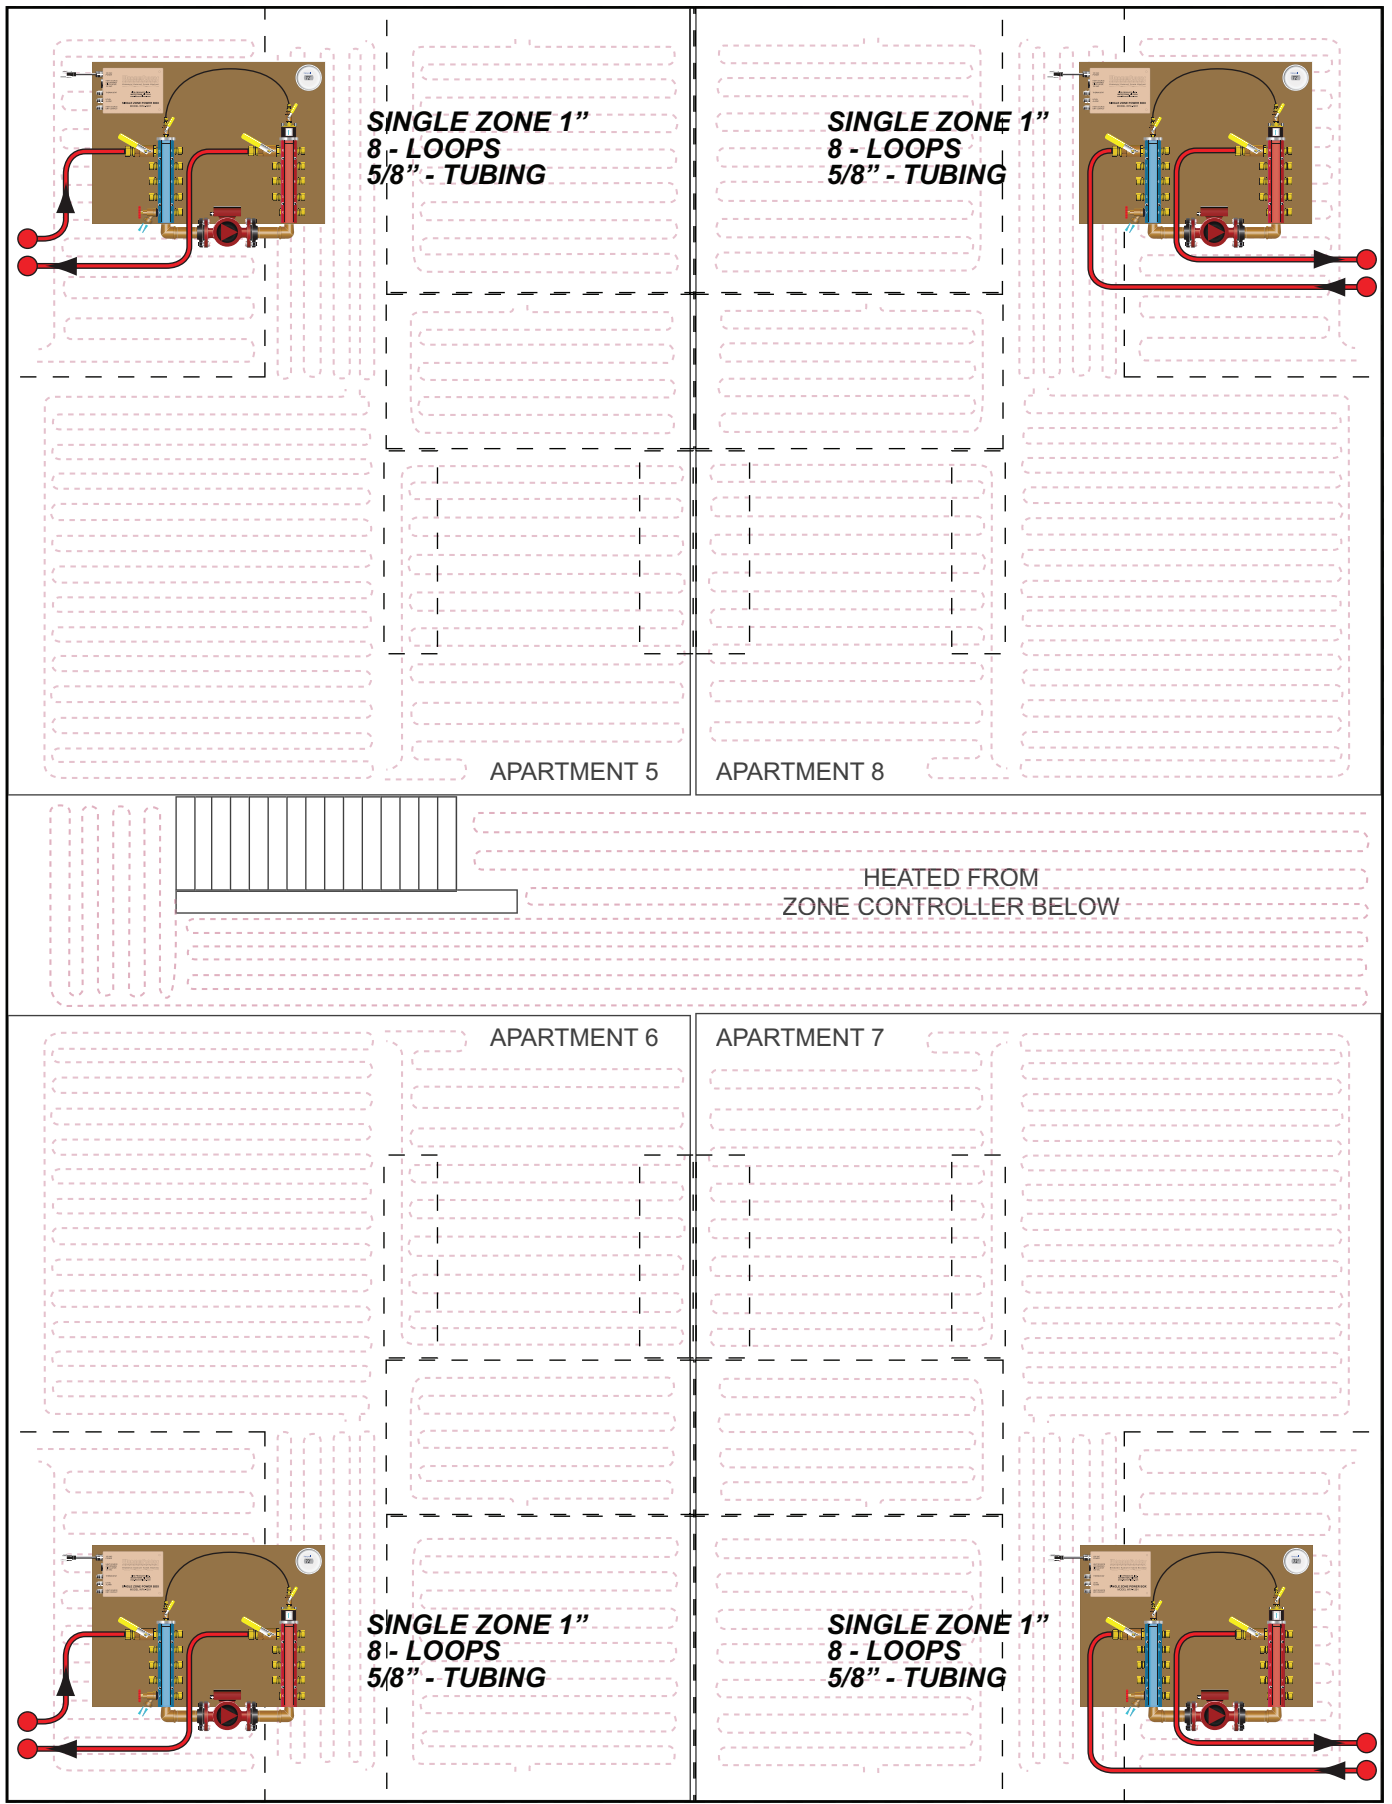 SINGLE ZONE 1”
8 - LOOPS
5/8” - TUBING
SINGLE ZONE 1”
8 - LOOPS
5/8” - TUBING
APARTMENT 5
APARTMENT 8
HEATED FROM
ZONE CONTROLLER BELOW
APARTMENT 6
APARTMENT 7
SINGLE ZONE 1”
8 - LOOPS
5/8” - TUBING
SINGLE ZONE 1”
8 - LOOPS
5/8” - TUBING